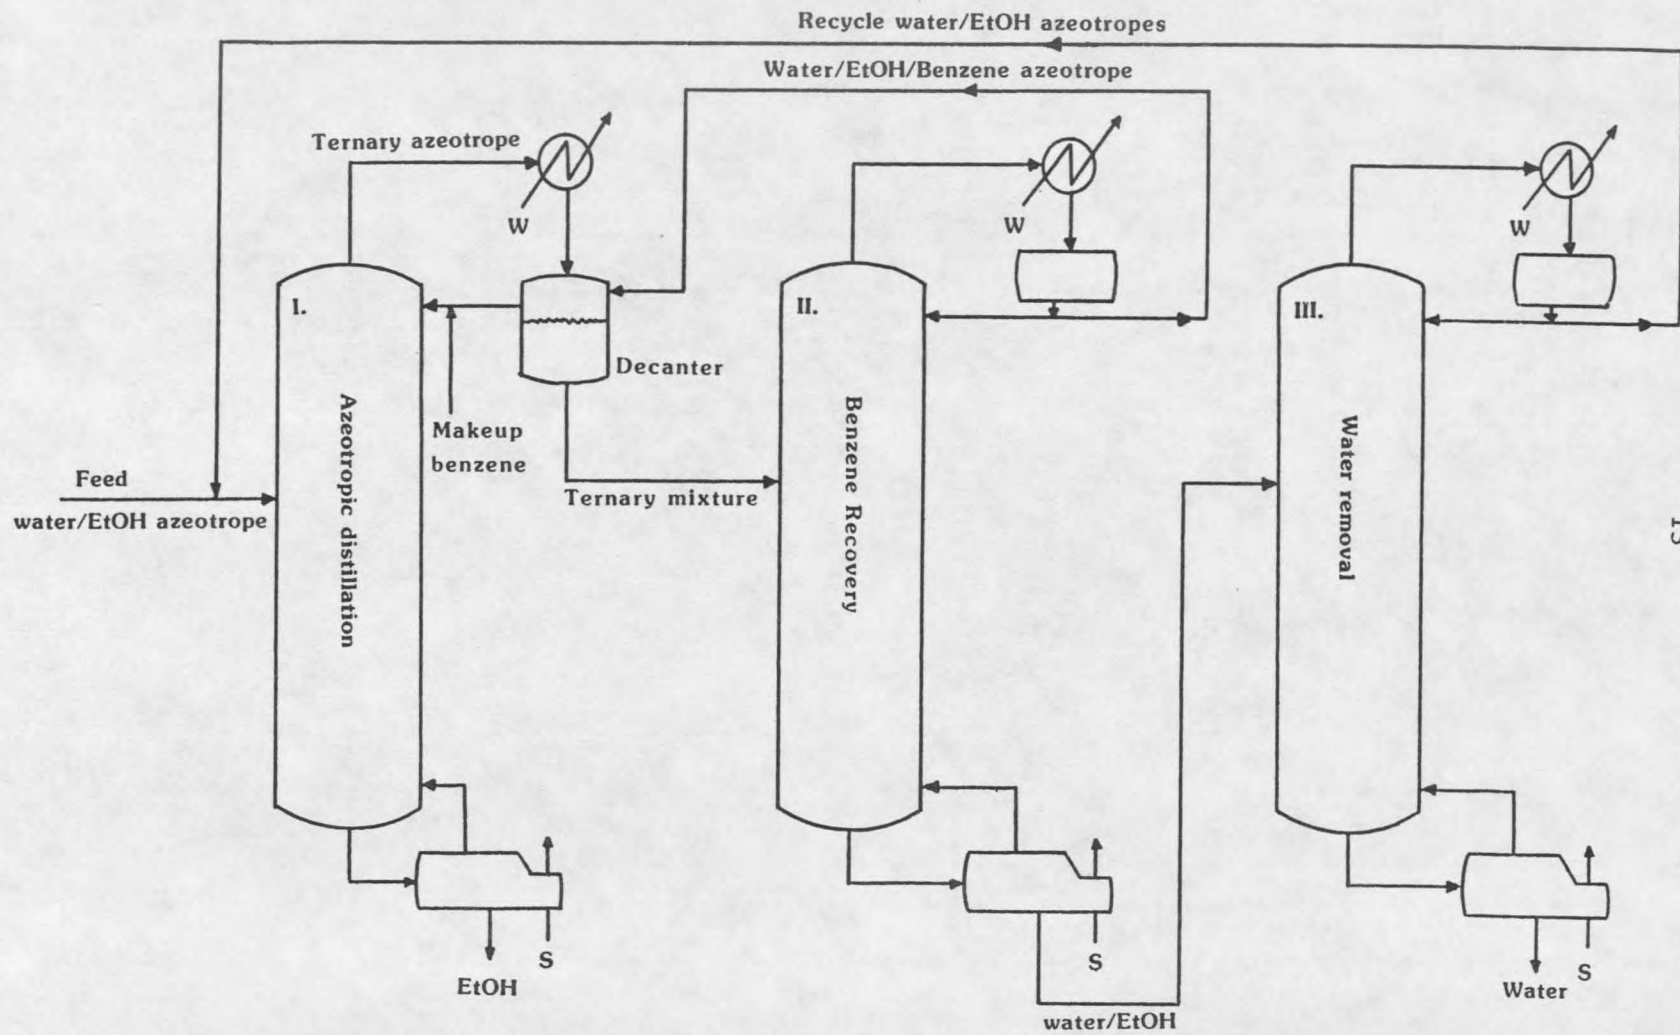 Recycle water/EtOH azeotropes
Water/EtOH/Benzene azeotrope
Ternary azeotrope
W
W
W
I.
II.
III.
Decanter
Makeup
benzene
Azeotropic distillation
Benzene Recovery
Water removal
Feed
water/EtOH azeotrope
Ternary mixture
15
S
EtOH
S
water/EtOH
S
Water